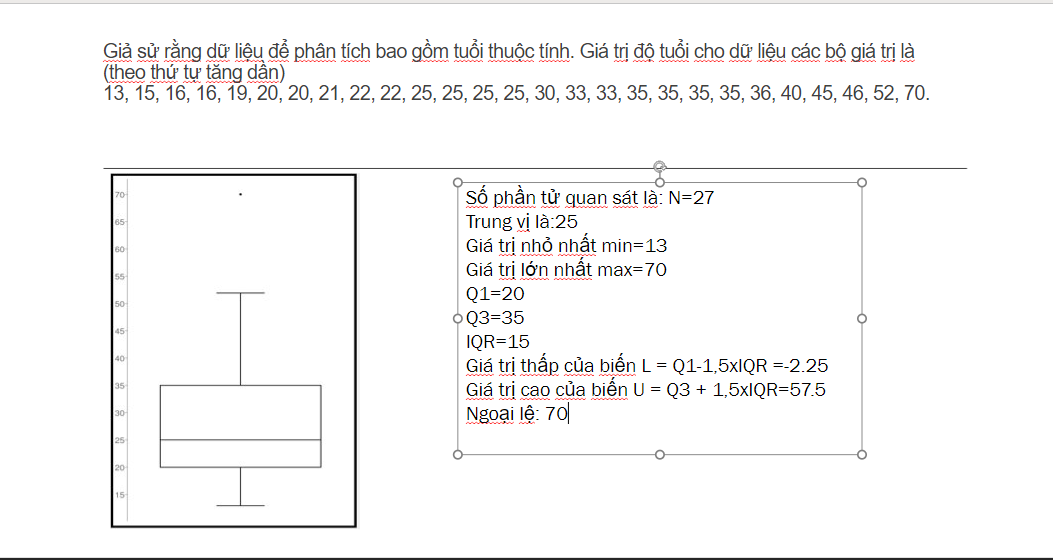 Giả sử rằng dữ liệu để phân tích bao gồm tuổi thuộc tính. Giá trị độ tuổi cho dữ liệu các bộ giá trị là
(theo thứ tự tăng dần)
13, 15, 16, 16, 19, 20, 20, 21, 22, 22, 25, 25, 25, 25, 30, 33, 33, 35, 35, 35, 35, 36, 40, 45, 46, 52, 70.
70
65
60
55
50
45
40
35
30
25
20
15
Số phần tử quan sát là: N=27
Trung vị là:25
Giá trị nhỏ nhất min=13
Giá trị lớn nhất max=70
Q1=20
Q3=35
IQR=15
Giá trị thấp của biến L = Q1-1,5xIQR =-2.25
Giá trị cao của biến U = Q3 + 1,5xIQR=57.5
Ngoại lệ: 70